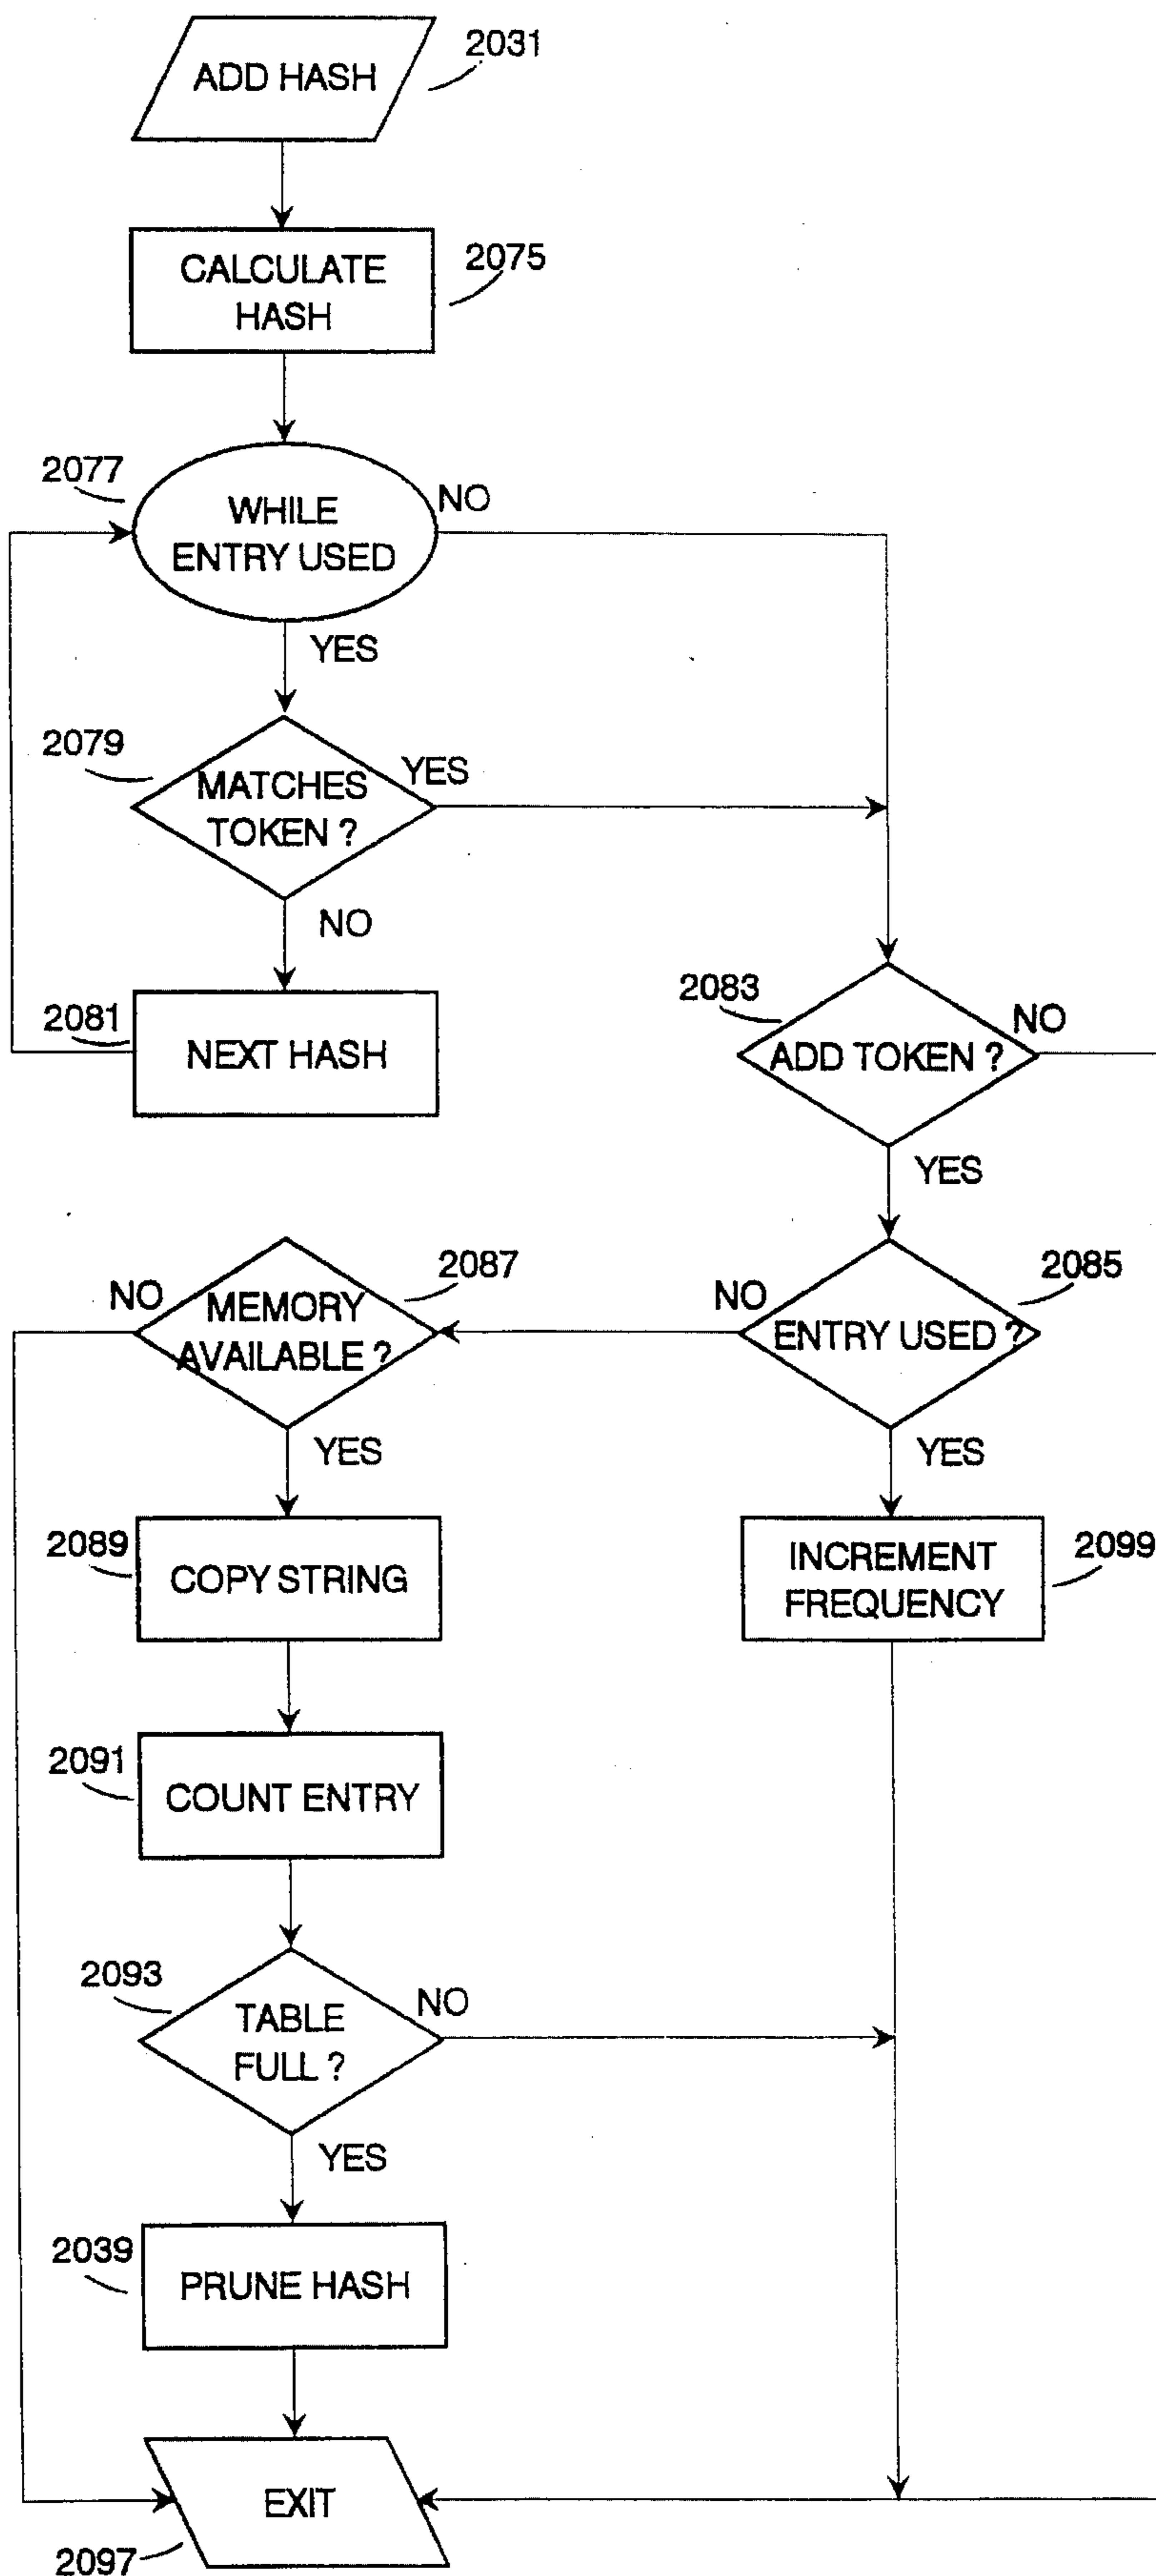 ADD HASH
2031
CALCULATE
HASH
2075
2077
WHILE
ENTRY USED
NO
YES
2079
MATCHES
TOKEN ?
YES
NO
2081
NEXT HASH
2083
ADD TOKEN ?
NO
YES
2085
ENTRY USED ?
NO
YES
2087
MEMORY
AVAILABLE ?
NO
YES
2089
COPY STRING
INCREMENT
FREQUENCY
2099
2091
COUNT ENTRY
2093
TABLE
FULL ?
NO
YES
2039
PRUNE HASH
EXIT
2097